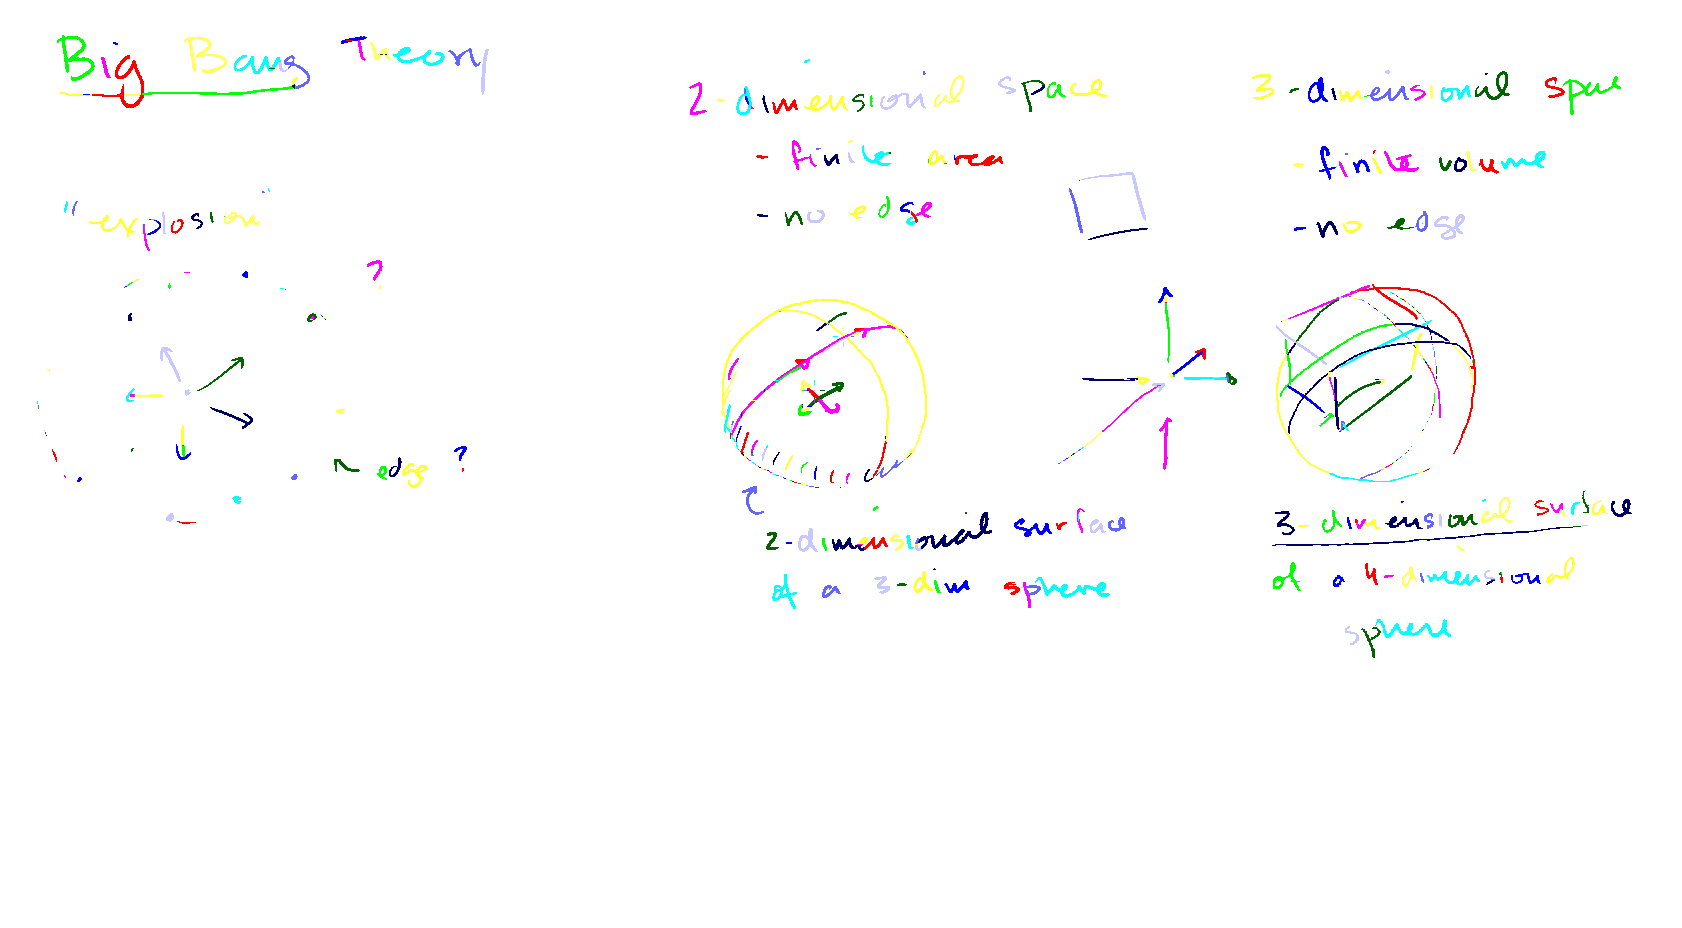 Big Bang Theory
"explosion"
?
edge ?
2-dimensional space
- finite area
- no edge
2-dimensional surface
of a 3-dim sphere
3-dimensional space
- finite volume
- no edge
3-dimensional surface
of a 4-dimensional
sphere